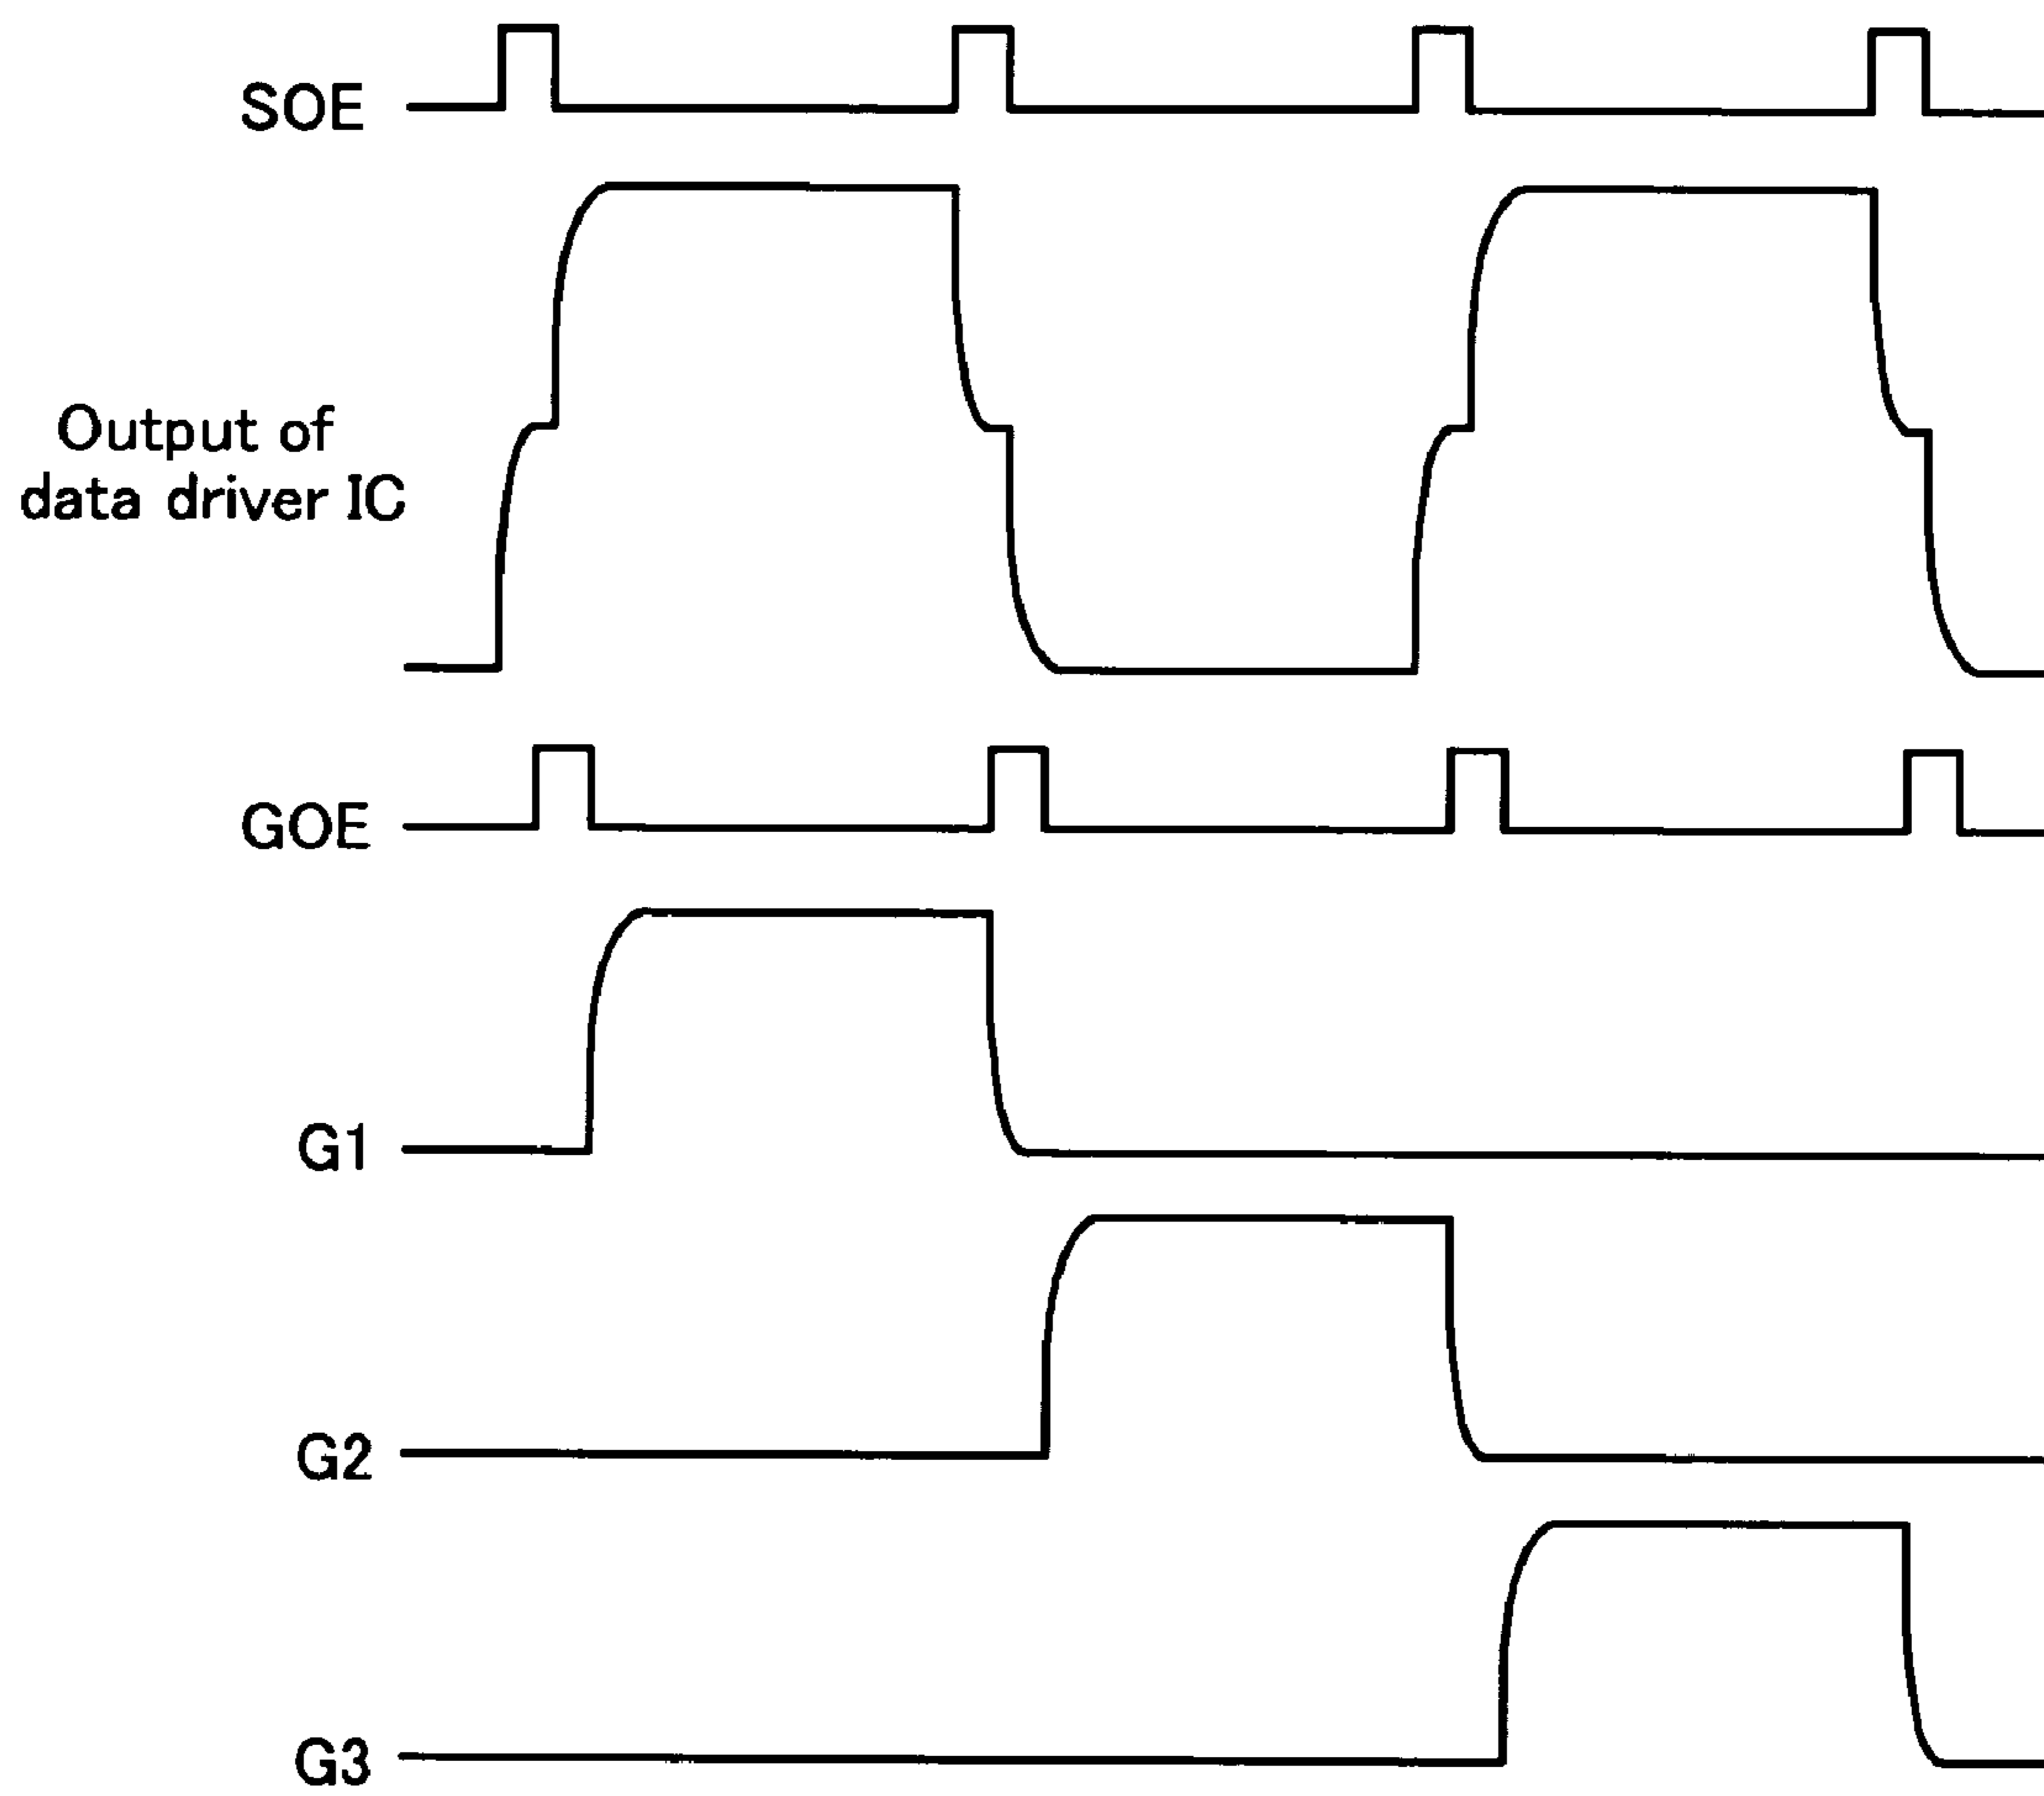 SOE
Output of
data driver IC
GOE
G1
G2
G3